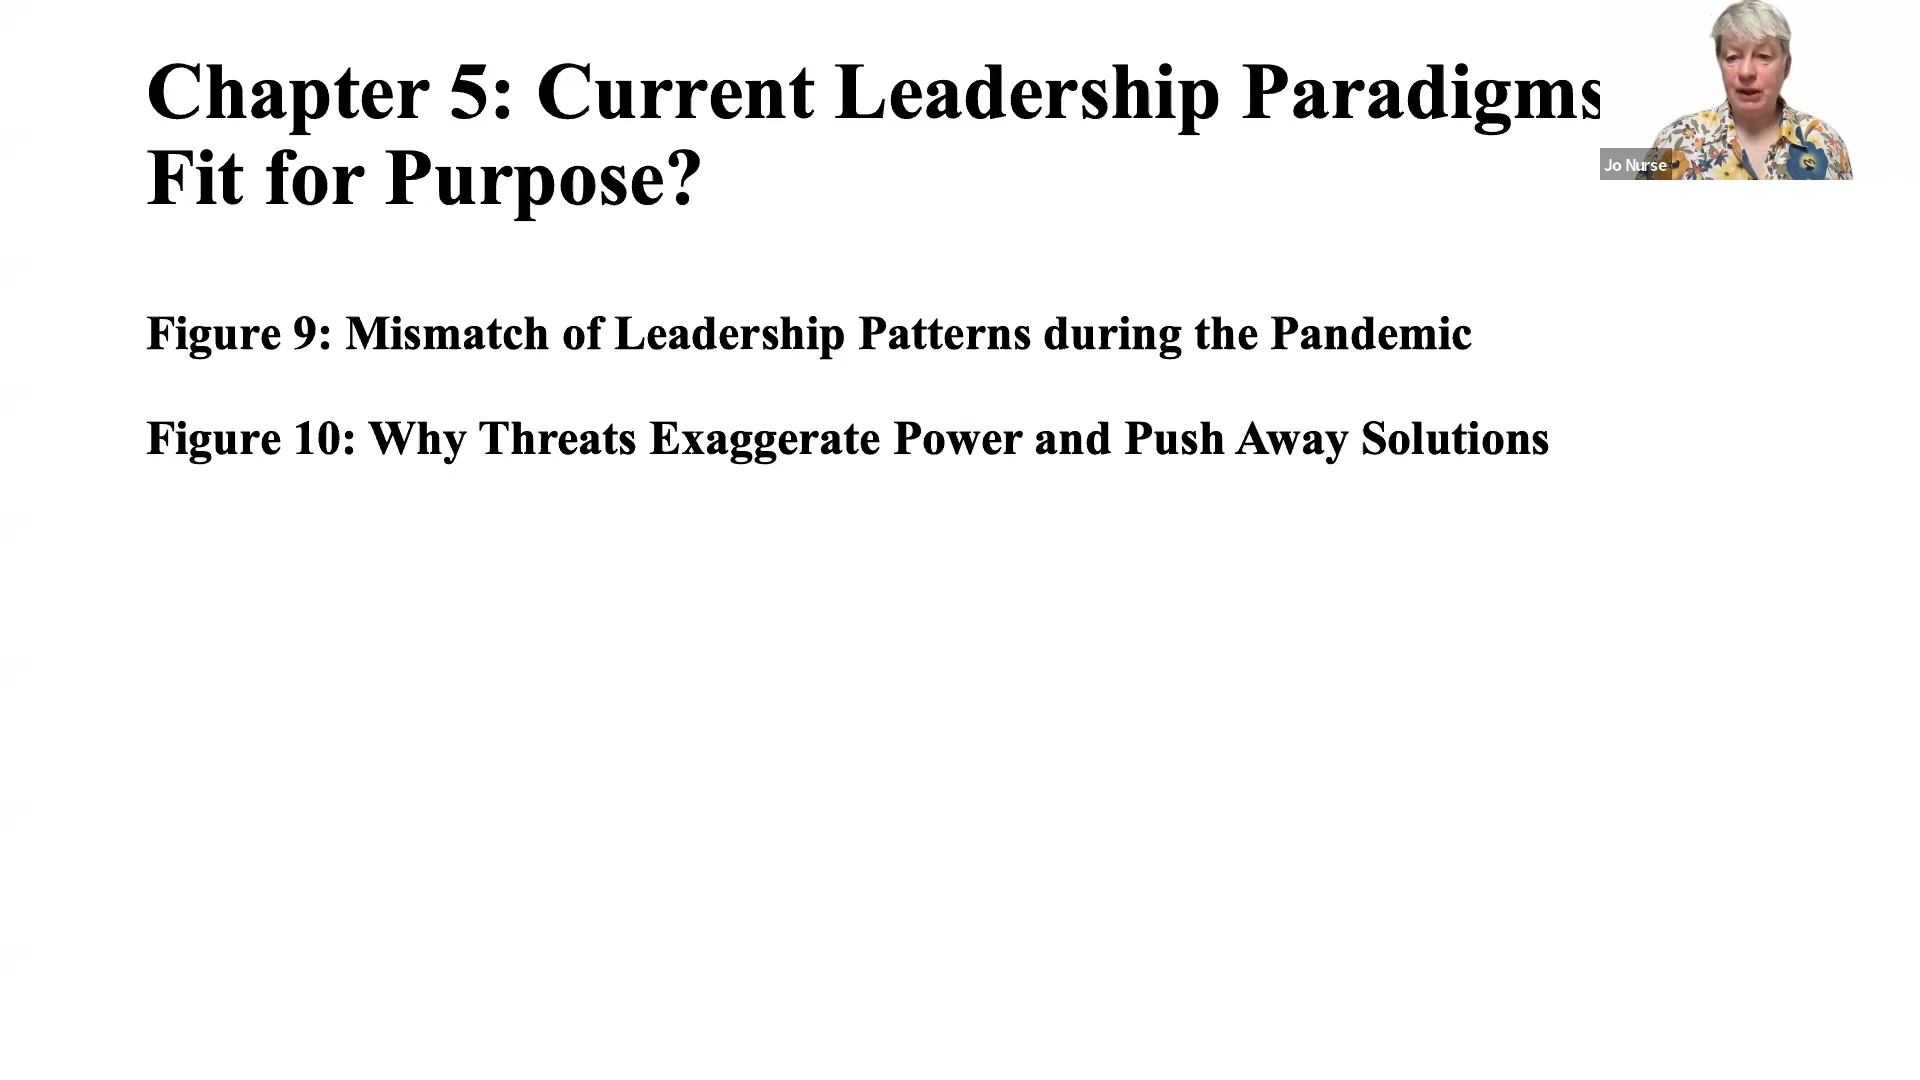 Chapter 5: Current Leadership Paradigms
Fit for Purpose?
Jo Nurse
Figure 9: Mismatch of Leadership Patterns during the Pandemic
Figure 10: Why Threats Exaggerate Power and Push Away Solutions